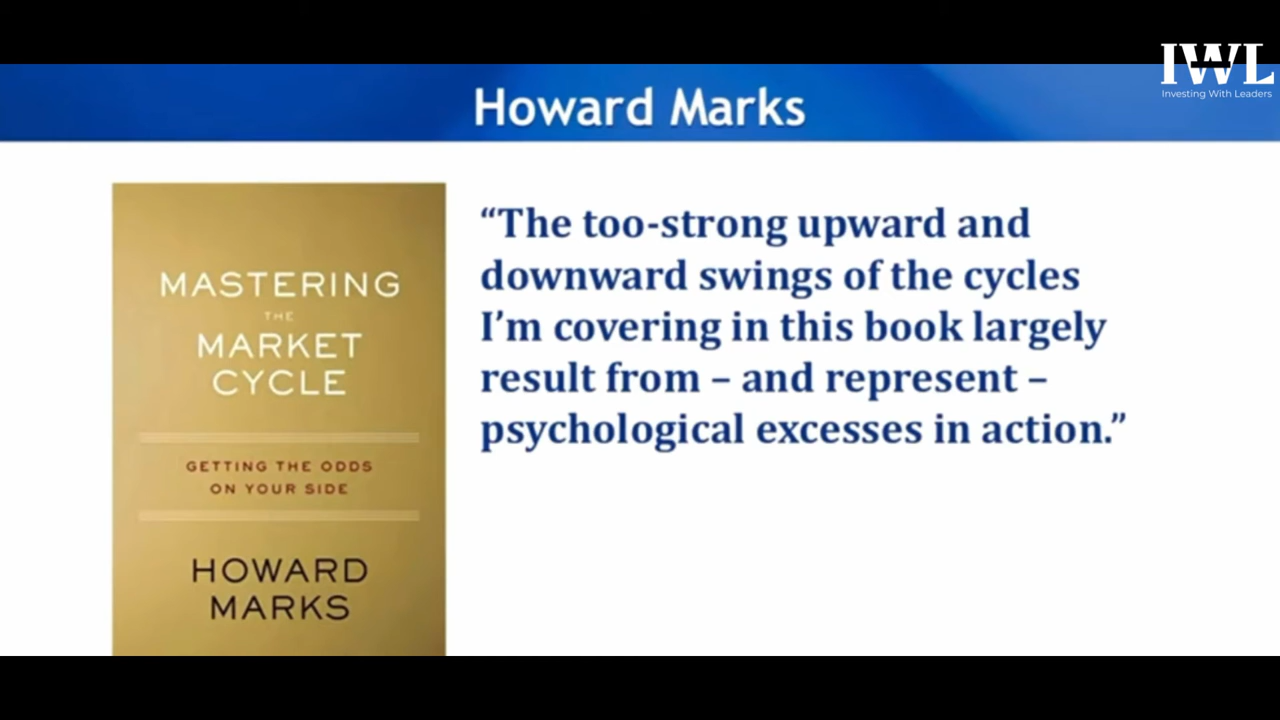 IWL
Investing With Leaders
Howard Marks
MASTERING
THE
MARKET
CYCLE
GETTING THE ODDS
ON YOUR SIDE
HOWARD
MARKS
“The too-strong upward and
downward swings of the cycles
I’m covering in this book largely
result from – and represent –
psychological excesses in action.”